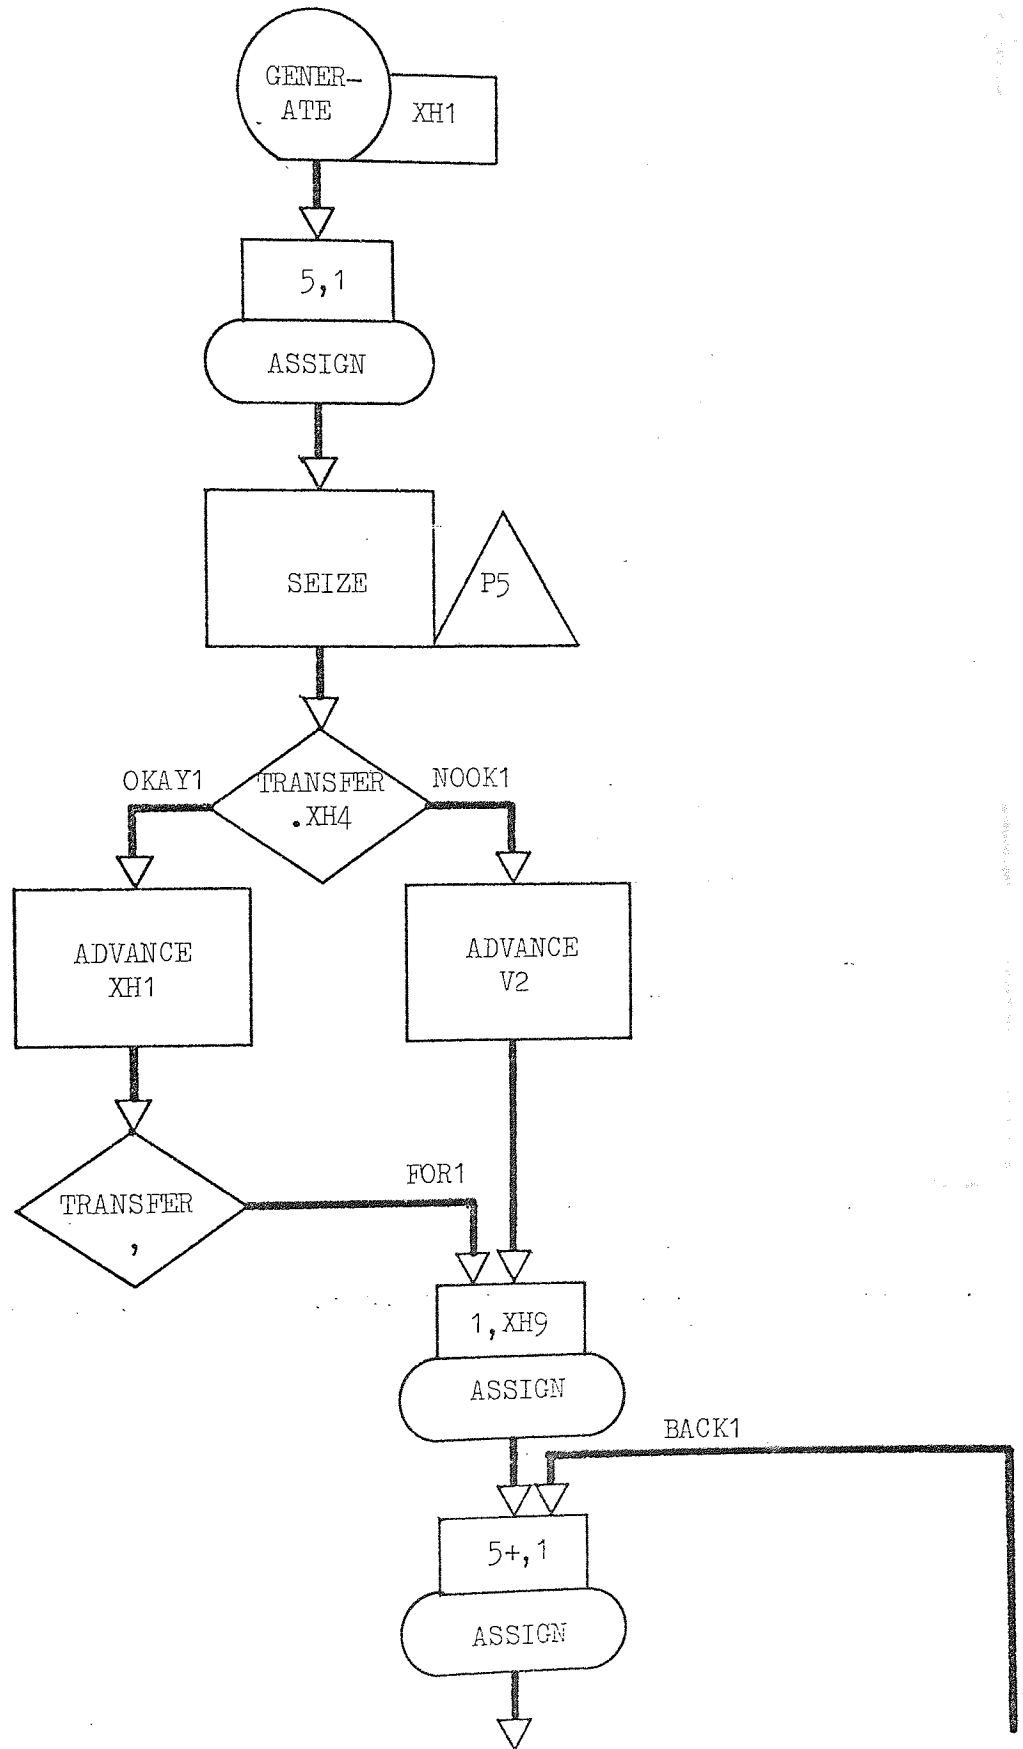 GENER-
ATE
XH1
5,1
ASSIGN
SEIZE
P5
OKAY1
TRANSFER
.XH4
NOOK1
ADVANCE
XH1
ADVANCE
V2
FOR1
TRANSFER
,
1,XH9
ASSIGN
BACK1
5+,1
ASSIGN